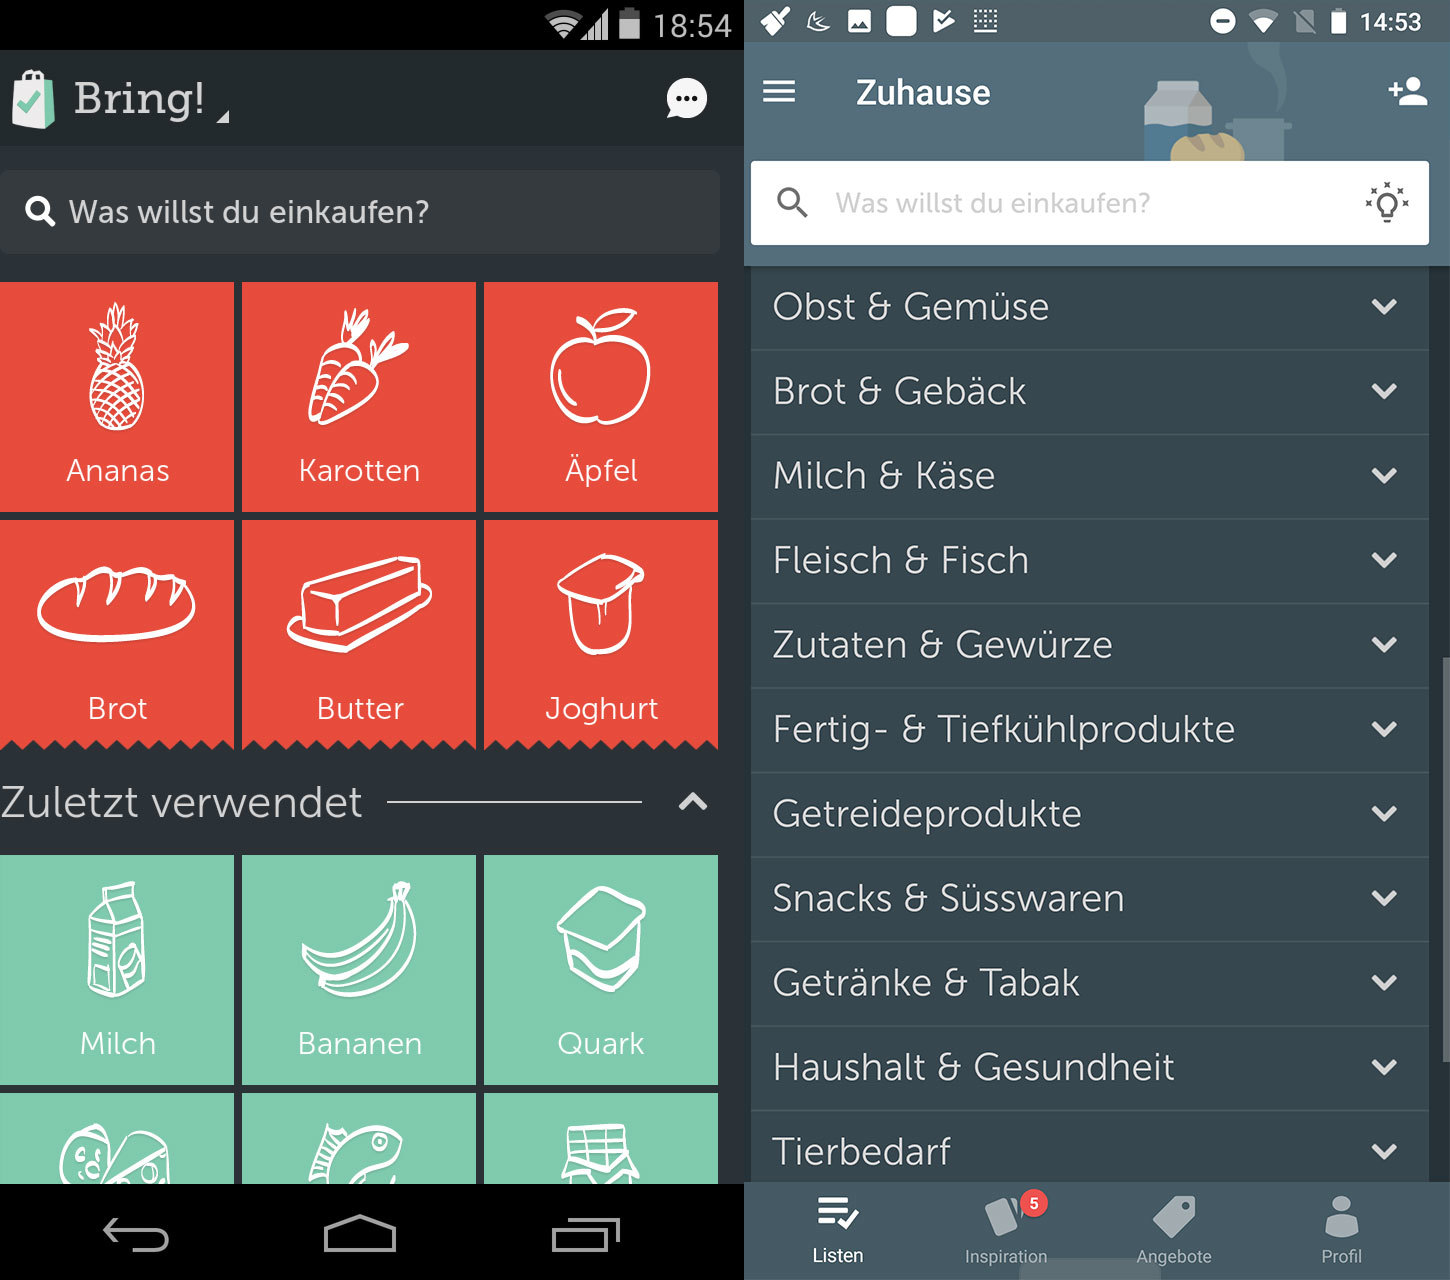 18:54
Bring!
Was willst du einkaufen?
Ananas
Karotten
Äpfel
Brot
Butter
Joghurt
Zuletzt verwendet
Milch
Bananen
Quark
14:53
Zuhause
Was willst du einkaufen?
Obst & Gemüse
Brot & Gebäck
Milch & Käse
Fleisch & Fisch
Zutaten & Gewürze
Fertig- & Tiefkühlprodukte
Getreideprodukte
Snacks & Süsswaren
Getränke & Tabak
Haushalt & Gesundheit
Tierbedarf
5
Listen
Inspiration
Angebote
Profil